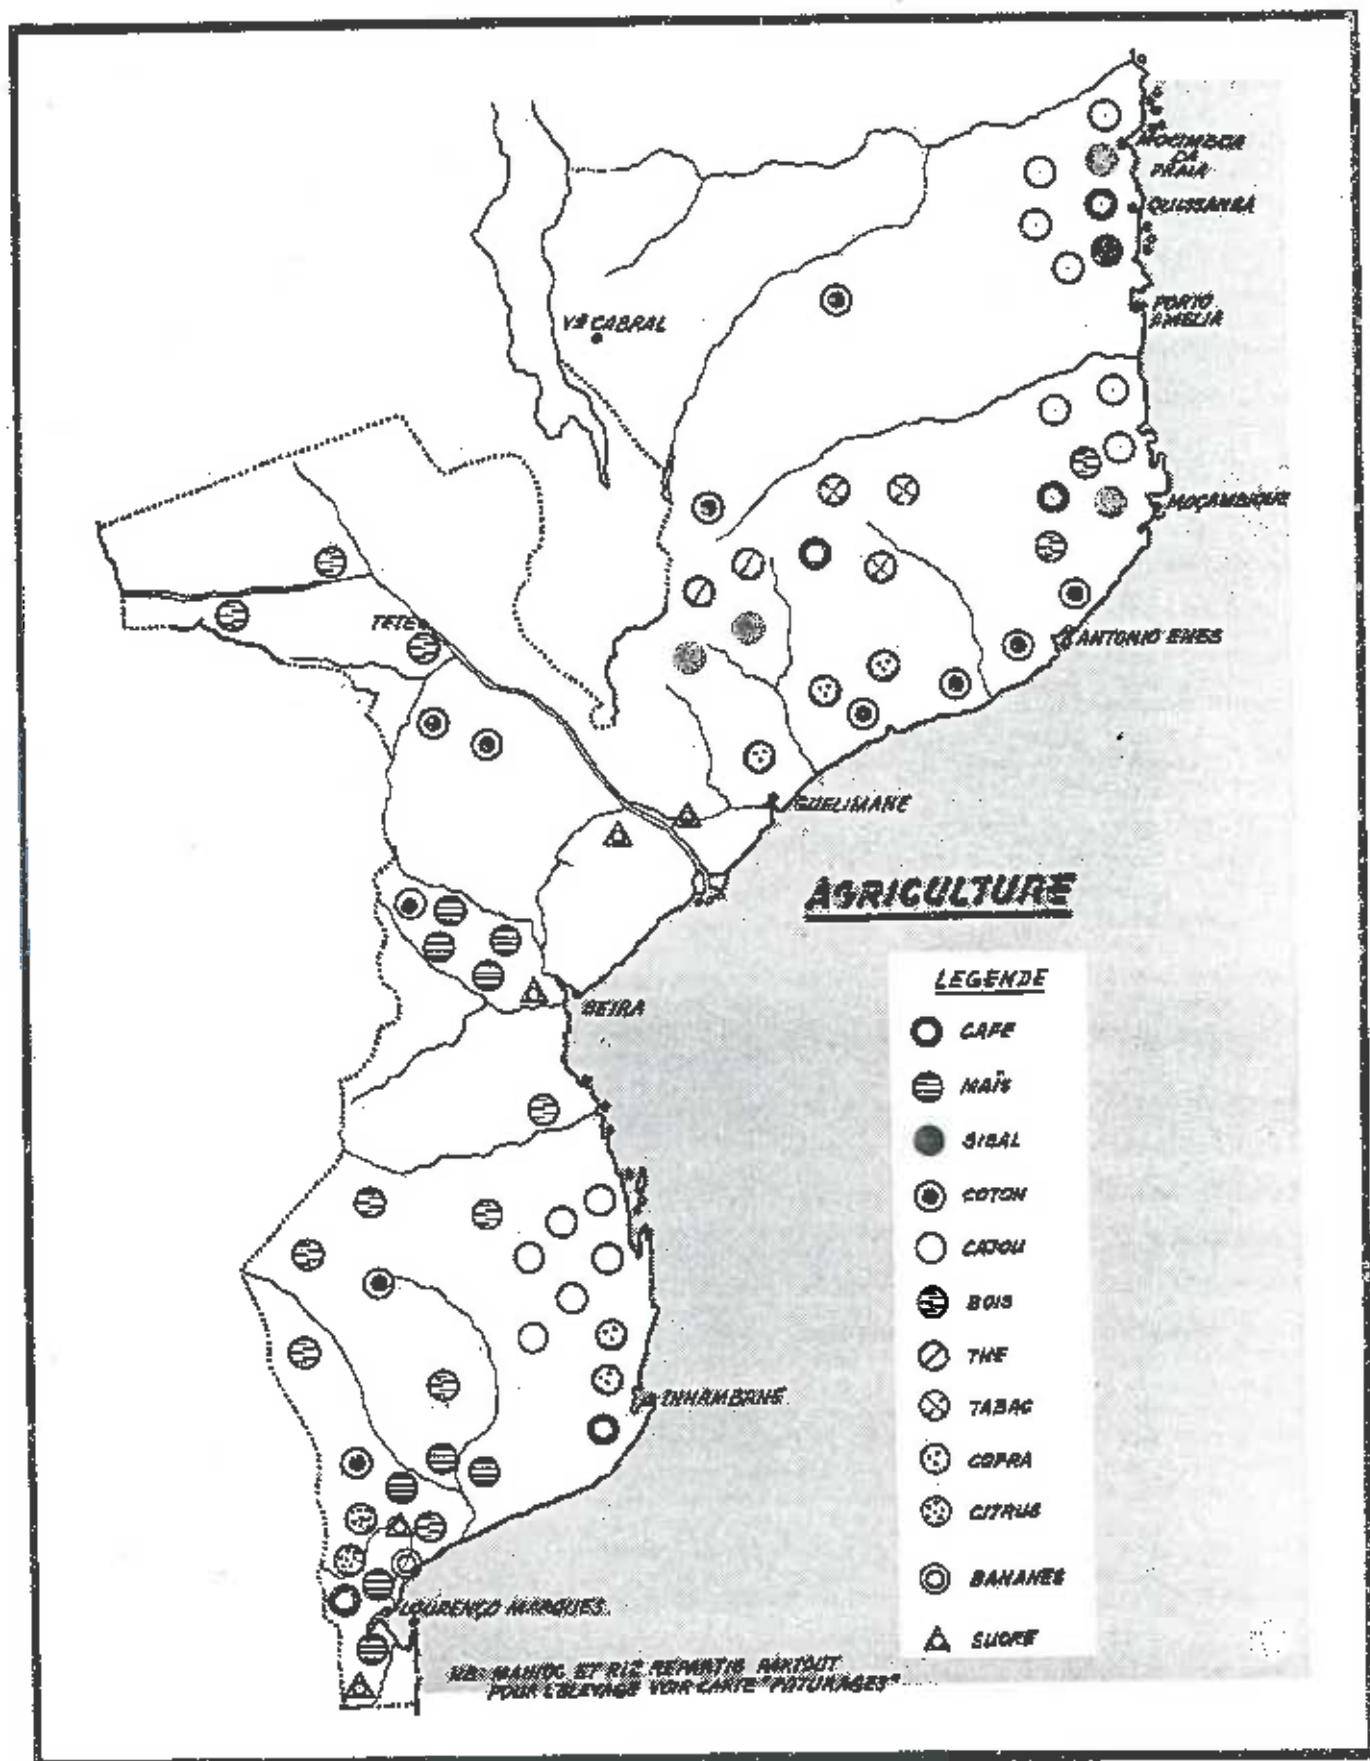 MOCIMBOA
DA
PRAIA
QUISSANGA
PORTO
AMELIA
Vª CABRAL
MOÇAMBIQUE
TETE
ANTONIO ENES
QUELIMANE
AGRICULTURE
LEGENDE
BEIRA
CAFE
MAÏS
SISAL
COTON
CAJOU
BOIS
THE
TABAC
INHAMBANE
COPRA
CITRUS
BANANES
LOURENÇO MARQUES
SUCRE
NB: MANIOC ET RIZ REPARTIS PARTOUT
POUR L'ELEVAGE VOIR CARTE "PATURAGES"